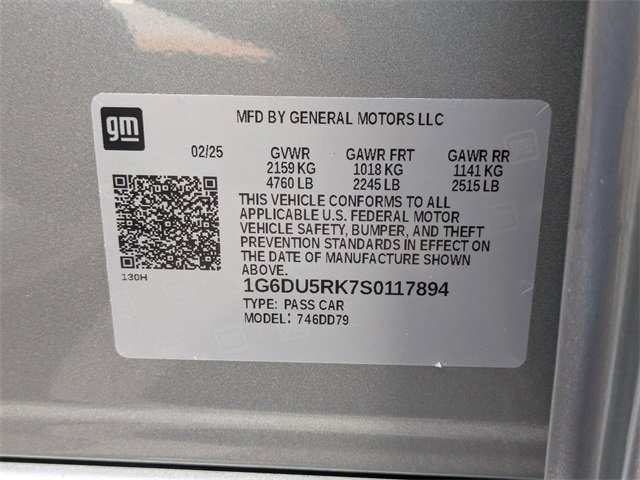 gm
MFD BY GENERAL MOTORS LLC
02/25 GVWR GAWR FRT GAWR RR
2159 KG 1018 KG 1141 KG
4760 LB 2245 LB 2515 LB
THIS VEHICLE CONFORMS TO ALL
APPLICABLE U.S. FEDERAL MOTOR
VEHICLE SAFETY, BUMPER, AND THEFT
PREVENTION STANDARDS IN EFFECT ON
THE DATE OF MANUFACTURE SHOWN
ABOVE.
130H
1G6DU5RK7S0117894
TYPE: PASS CAR
MODEL: 746DD79